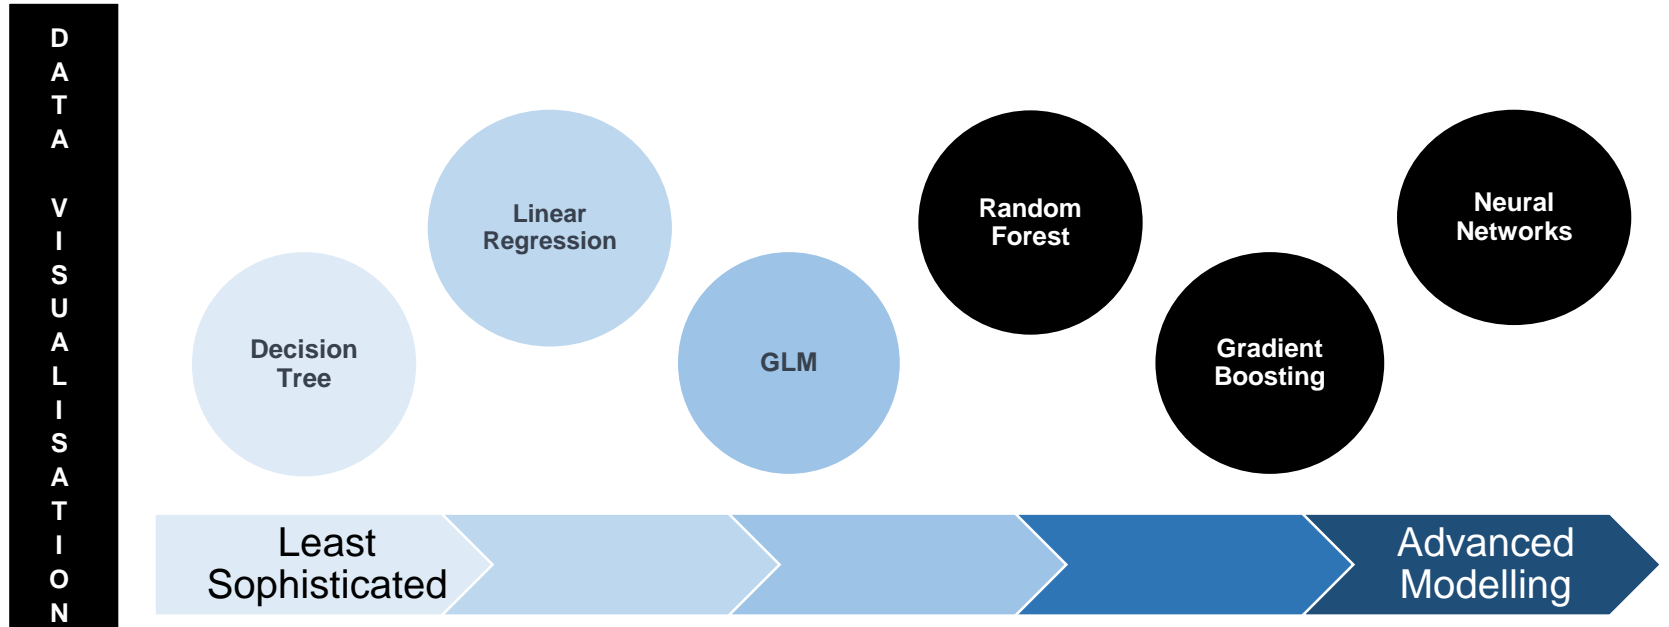 DATA VISUALISATION
Linear
Regression
Random
Forest
Neural
Networks
Decision
Tree
GLM
Gradient
Boosting
Least
Sophisticated
Advanced
Modelling